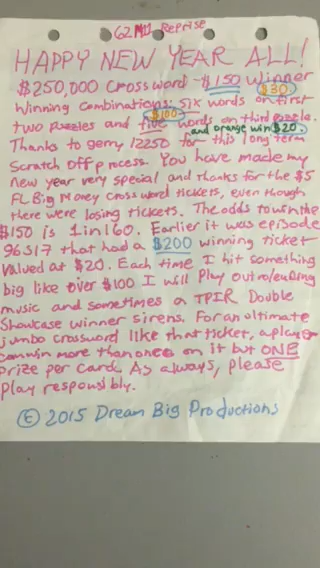 62 Reprise
HAPPY NEW YEAR ALL!
$250,000 Crossword - $150 Winner
$30
Winning Combinations: Six words on first
$100
two puzzles and five words on third puzzle.
and orange win $20.
Thanks to gerry 12250 for this long term
Scratch Off process. You have made my
new year very special and thanks for the $5
FL Big Money Crossword tickets, even though
there were losing tickets. The odds to win the
$150 is 1 in 160. Earlier it was episode
96517 that had a $200 winning ticket
valued at $20. Each time I hit something
big like over $100 I will play outro/ending
music and sometimes a TPIR Double
Showcase winner sirens. For an ultimate
jumbo crossword like that ticket, a player
can win more than once on it but ONE
prize per card. As always, please
play responsibly.
© 2015 Dream Big Productions